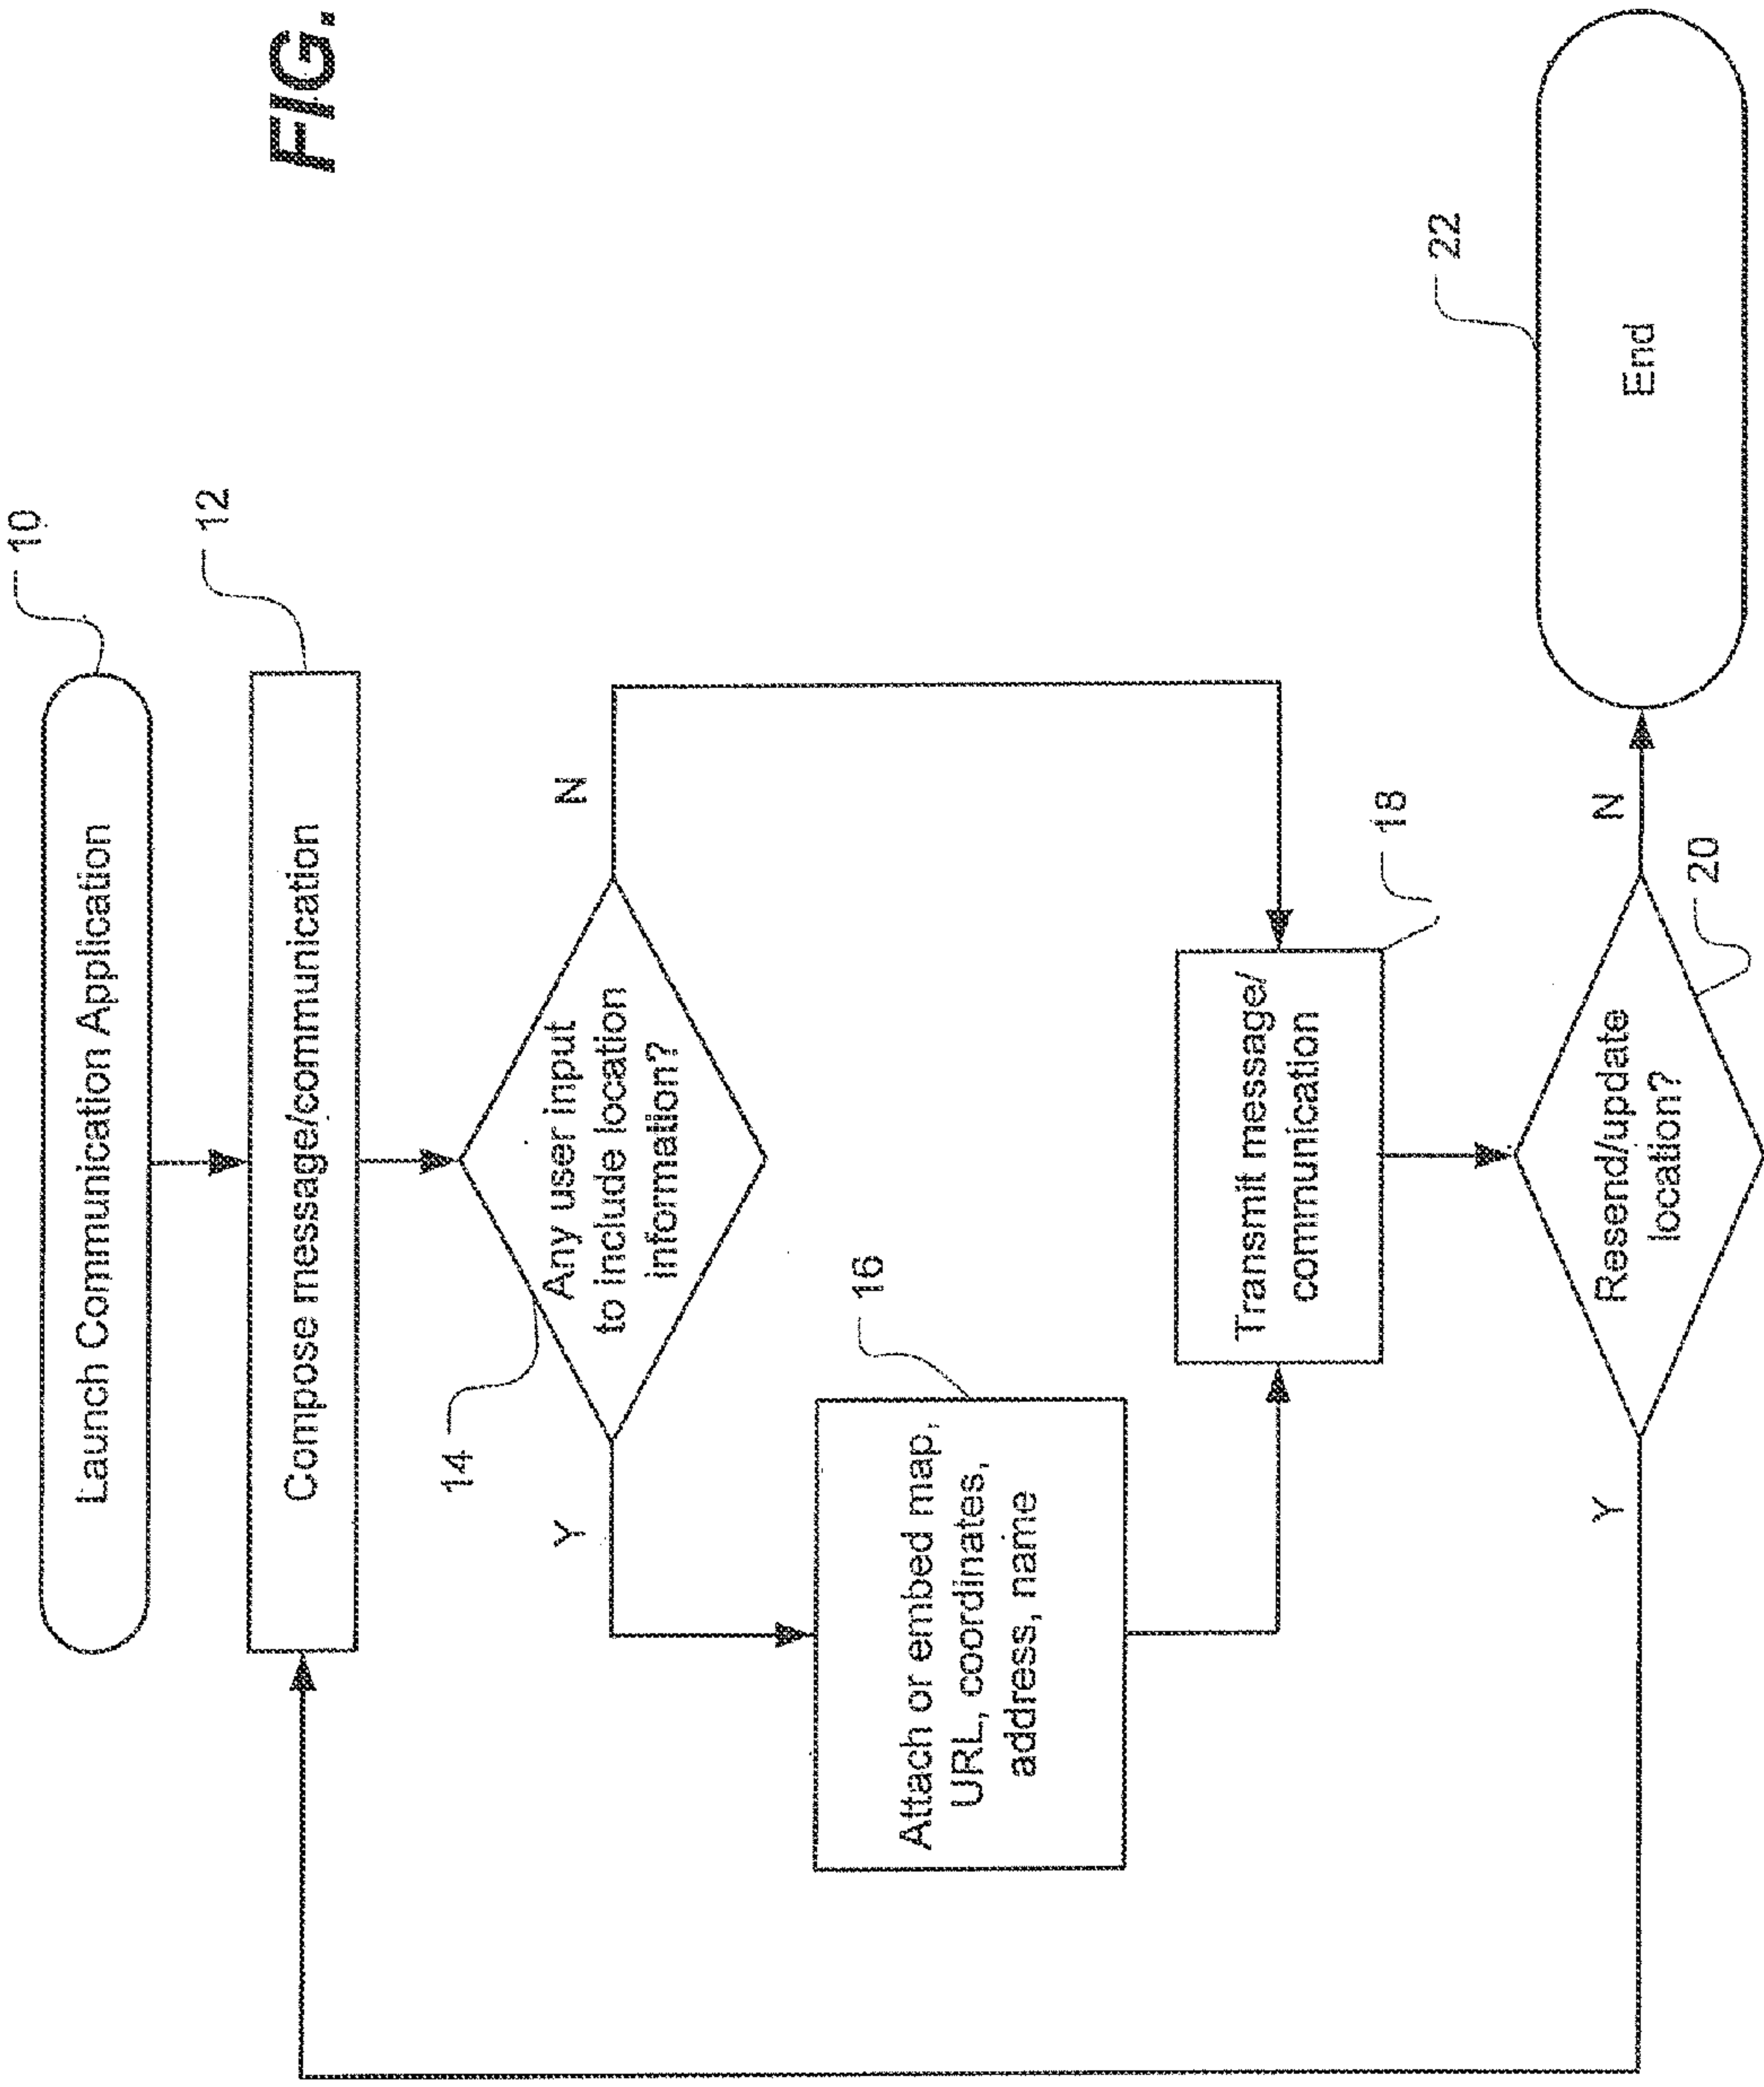 FIG.
10
Launch Communication Application
12
Compose message/communication
14
Any user input
to include location
information?
Y
N
16
Attach or embed map,
URL, coordinates,
address, name
18
Transmit message/
communication
20
Resend/update
location?
Y
N
22
End